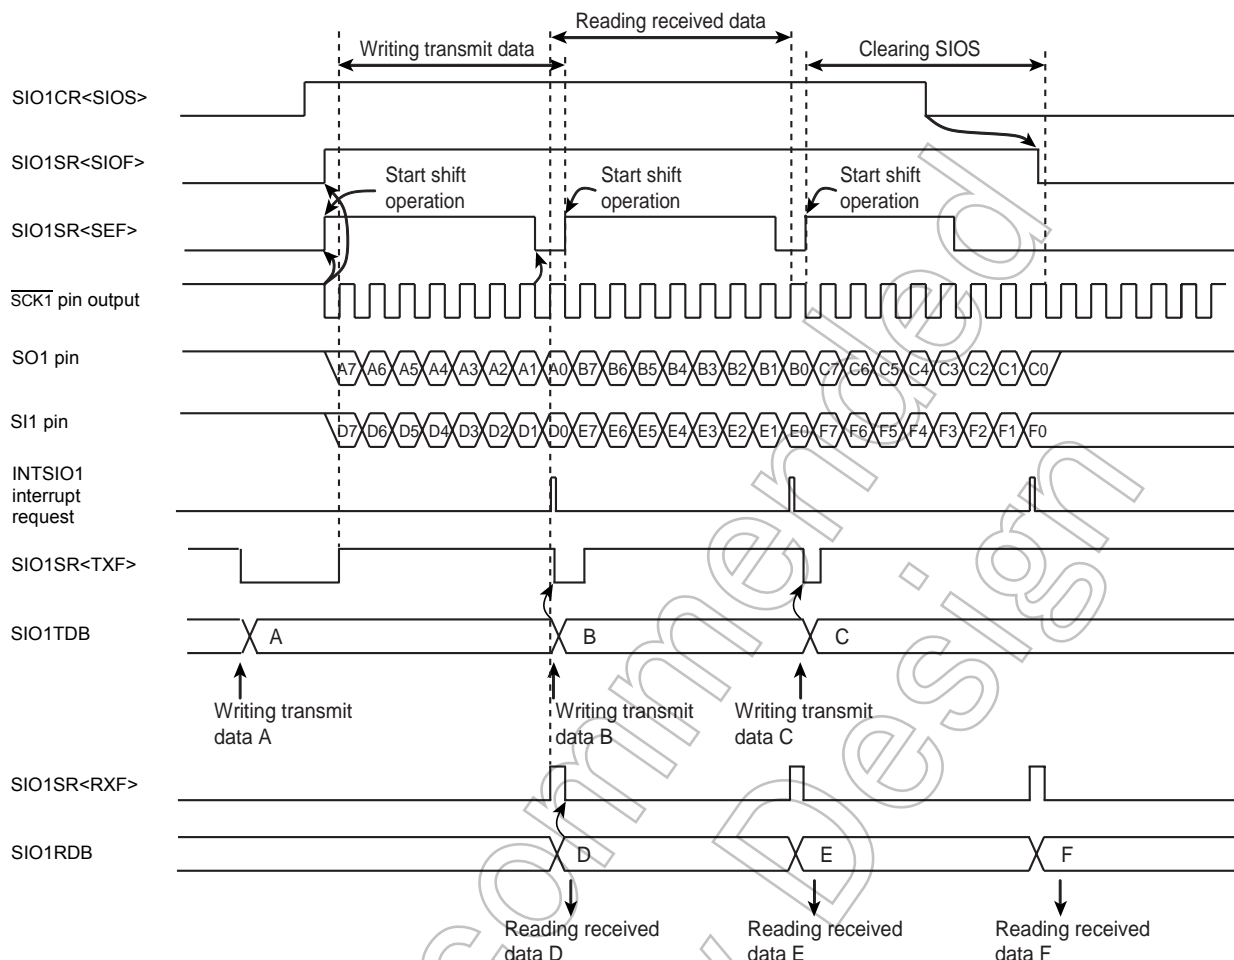 Reading received data
Writing transmit data
Clearing SIOS
SIO1CR<SIOS>
SIO1SR<SIOF>
Start shift
operation
Start shift
operation
Start shift
operation
SIO1SR<SEF>
SCK1 pin output
SO1 pin
A7 A6 A5 A4 A3 A2 A1 A0 B7 B6 B5 B4 B3 B2 B1 B0 C7 C6 C5 C4 C3 C2 C1 C0
SI1 pin
D7 D6 D5 D4 D3 D2 D1 D0 E7 E6 E5 E4 E3 E2 E1 E0 F7 F6 F5 F4 F3 F2 F1 F0
INTSIO1
interrupt
request
SIO1SR<TXF>
SIO1TDB
A B C
Writing transmit
data A
Writing transmit
data B
Writing transmit
data C
SIO1SR<RXF>
SIO1RDB
D E F
Reading received
data D
Reading received
data E
Reading received
data F
commended
Design